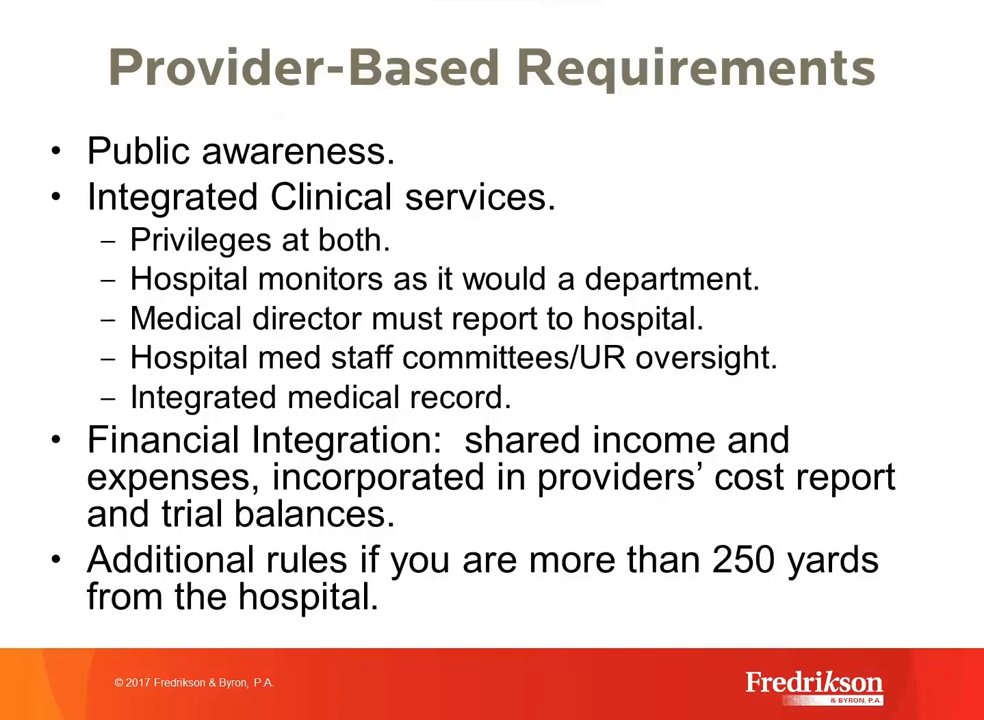 Provider-Based Requirements
• Public awareness.
• Integrated Clinical services.
– Privileges at both.
– Hospital monitors as it would a department.
– Medical director must report to hospital.
– Hospital med staff committees/UR oversight.
– Integrated medical record.
• Financial Integration:  shared income and
expenses, incorporated in providers’ cost report
and trial balances.
• Additional rules if you are more than 250 yards
from the hospital.
© 2017 Fredrikson & Byron, P.A.
Fredrikson
& BYRON, P.A.